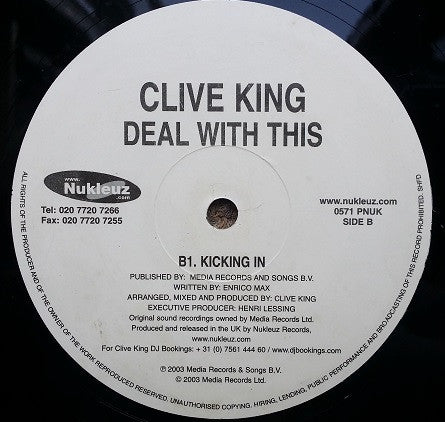 CLIVE KING
DEAL WITH THIS
www.
Nukleuz
.com
Tel: 020 7720 7266
Fax: 020 7720 7255
www.nukleuz.com
0571 PNUK
SIDE B
B1. KICKING IN
PUBLISHED BY: MEDIA RECORDS AND SONGS B.V.
WRITTEN BY: ENRICO MAX
ARRANGED, MIXED AND PRODUCED BY: CLIVE KING
EXECUTIVE PRODUCER: HENRI LESSING
Original sound recordings owned by Media Records Ltd.
Produced and released in the UK by Nukleuz Records,
www.nukleuz.com
For Clive King DJ Bookings: + 31 (0) 7561 444 60 / www.djbookings.com
℗ 2003 Media Records & Songs B.V.
© 2003 Media Records Ltd.
ALL RIGHTS OF THE PRODUCER AND OF THE OWNER OF THE WORK REPRODUCED RESERVED. UNAUTHORISED COPYING, HIRING, LENDING, PUBLIC PERFORMANCE AND BROADCASTING OF THIS RECORD PROHIBITED.